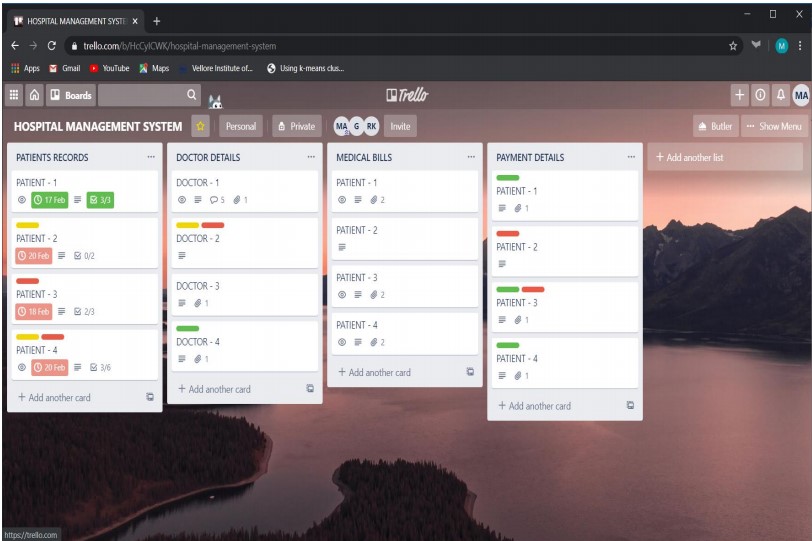 HOSPITAL MANAGEMENT SYSTE
trello.com/b/HcCyICWK/hospital-management-system
M
Apps Gmail YouTube Maps Vellore Institute of... Using k-means clus...
Boards Trello MA
HOSPITAL MANAGEMENT SYSTEM Personal Private MA G RK Invite Butler Show Menu
PATIENTS RECORDS
PATIENT - 1
17 Feb 3/3
PATIENT - 2
20 Feb 0/2
PATIENT - 3
18 Feb 2/3
PATIENT - 4
20 Feb 3/6
+ Add another card
DOCTOR DETAILS
DOCTOR - 1
5 1
DOCTOR - 2
DOCTOR - 3
1
DOCTOR - 4
1
+ Add another card
MEDICAL BILLS
PATIENT - 1
2
PATIENT - 2
PATIENT - 3
2
PATIENT - 4
2
+ Add another card
PAYMENT DETAILS
PATIENT - 1
1
PATIENT - 2
PATIENT - 3
1
PATIENT - 4
1
+ Add another card
+ Add another list
https://trello.com